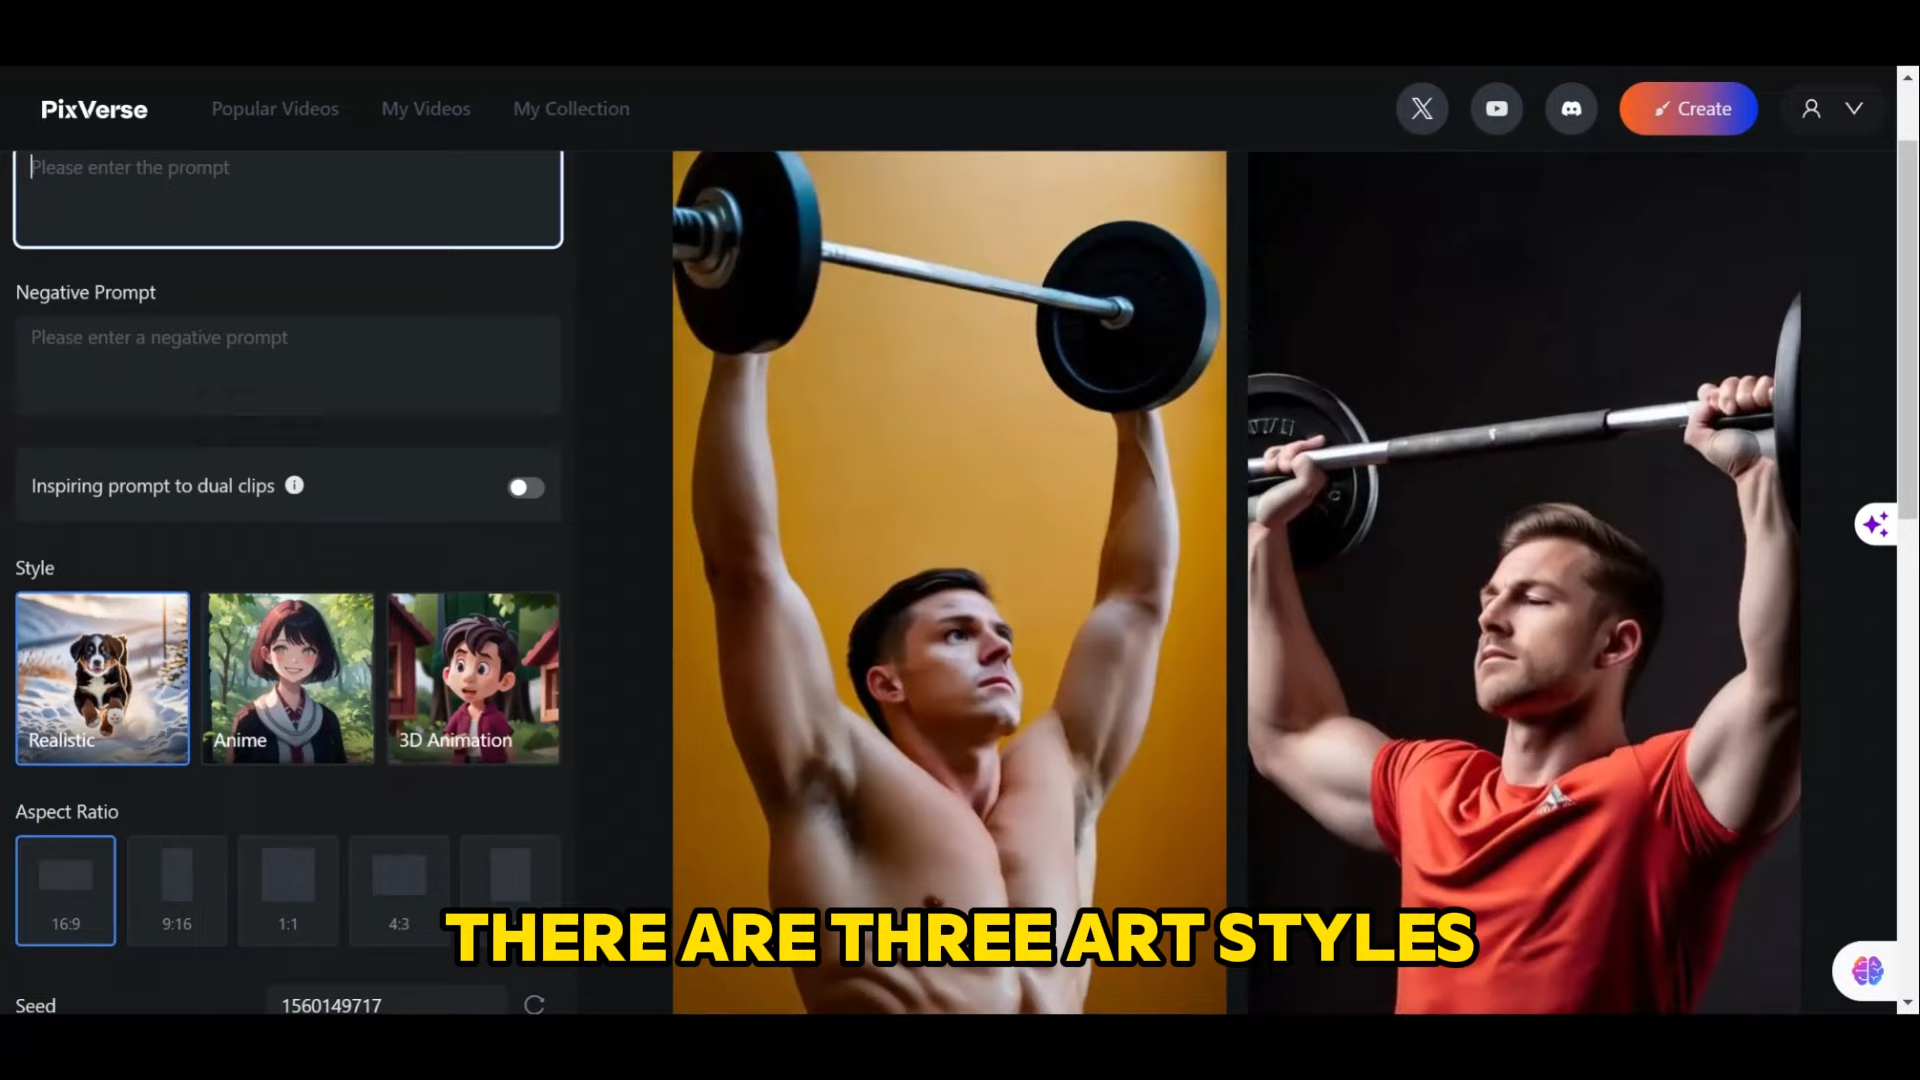 PixVerse
Popular Videos
My Videos
My Collection
Create
Please enter the prompt
Negative Prompt
Please enter a negative prompt
Inspiring prompt to dual clips
Style
Realistic
Anime
3D Animation
Aspect Ratio
16:9
9:16
1:1
4:3
THERE ARE THREE ART STYLES
Seed
1560149717